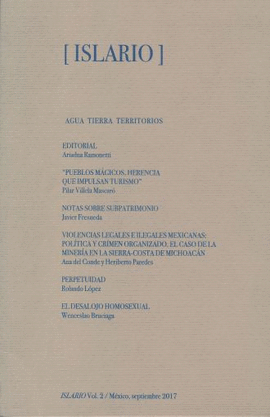 [ ISLARIO ]
AGUA TIERRA TERRITORIOS
EDITORIAL
Ariadna Ramonetti
"PUEBLOS MÁGICOS. HERENCIA
QUE IMPULSAN TURISMO"
Pilar Villela Mascaró
NOTAS SOBRE SUBPATRIMONIO
Javier Fresneda
VIOLENCIAS LEGALES E ILEGALES MEXICANAS:
POLÍTICA Y CRÍMEN ORGANIZADO. EL CASO DE LA
MINERÍA EN LA SIERRA-COSTA DE MICHOACÁN
Ana del Conde y Heriberto Paredes
PERPETUIDAD
Rolando López
EL DESALOJO HOMOSEXUAL
Wenceslao Bruciaga
ISLARIO Vol. 2 / México, septiembre 2017